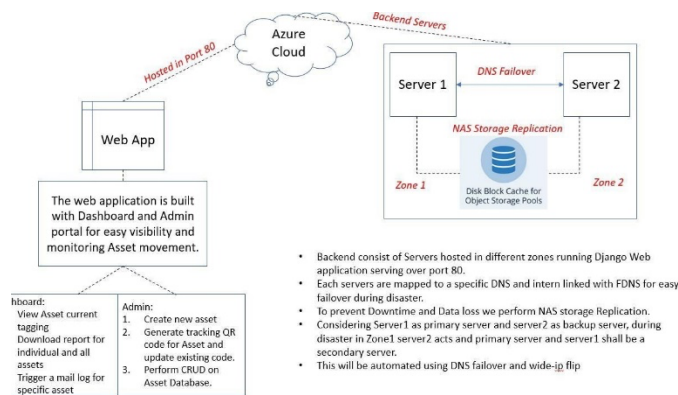 Azure
Cloud
Backend Servers
Hosted in Port 80
Server 1
DNS Failover
Server 2
NAS Storage Replication
Zone 1
Zone 2
Disk Block Cache for
Object Storage Pools
Web App
The web application is built
with Dashboard and Admin
portal for easy visibility and
monitoring Asset movement.
hboard:
View Asset current
tagging
Download report for
individual and all
assets
Trigger a mail log for
specific asset
Admin:
1. Create new asset
2. Generate tracking QR
code for Asset and
update existing code.
3. Perform CRUD on
Asset Database.
• Backend consist of Servers hosted in different zones running Django Web
application serving over port 80.
• Each servers are mapped to a specific DNS and intern linked with FDNS for easy
failover during disaster.
• To prevent Downtime and Data loss we perform NAS storage Replication.
• Considering Server1 as primary server and server2 as backup server, during
disaster in Zone1 server2 acts and primary server and server1 shall be a
secondary server.
• This will be automated using DNS failover and wide-ip flip